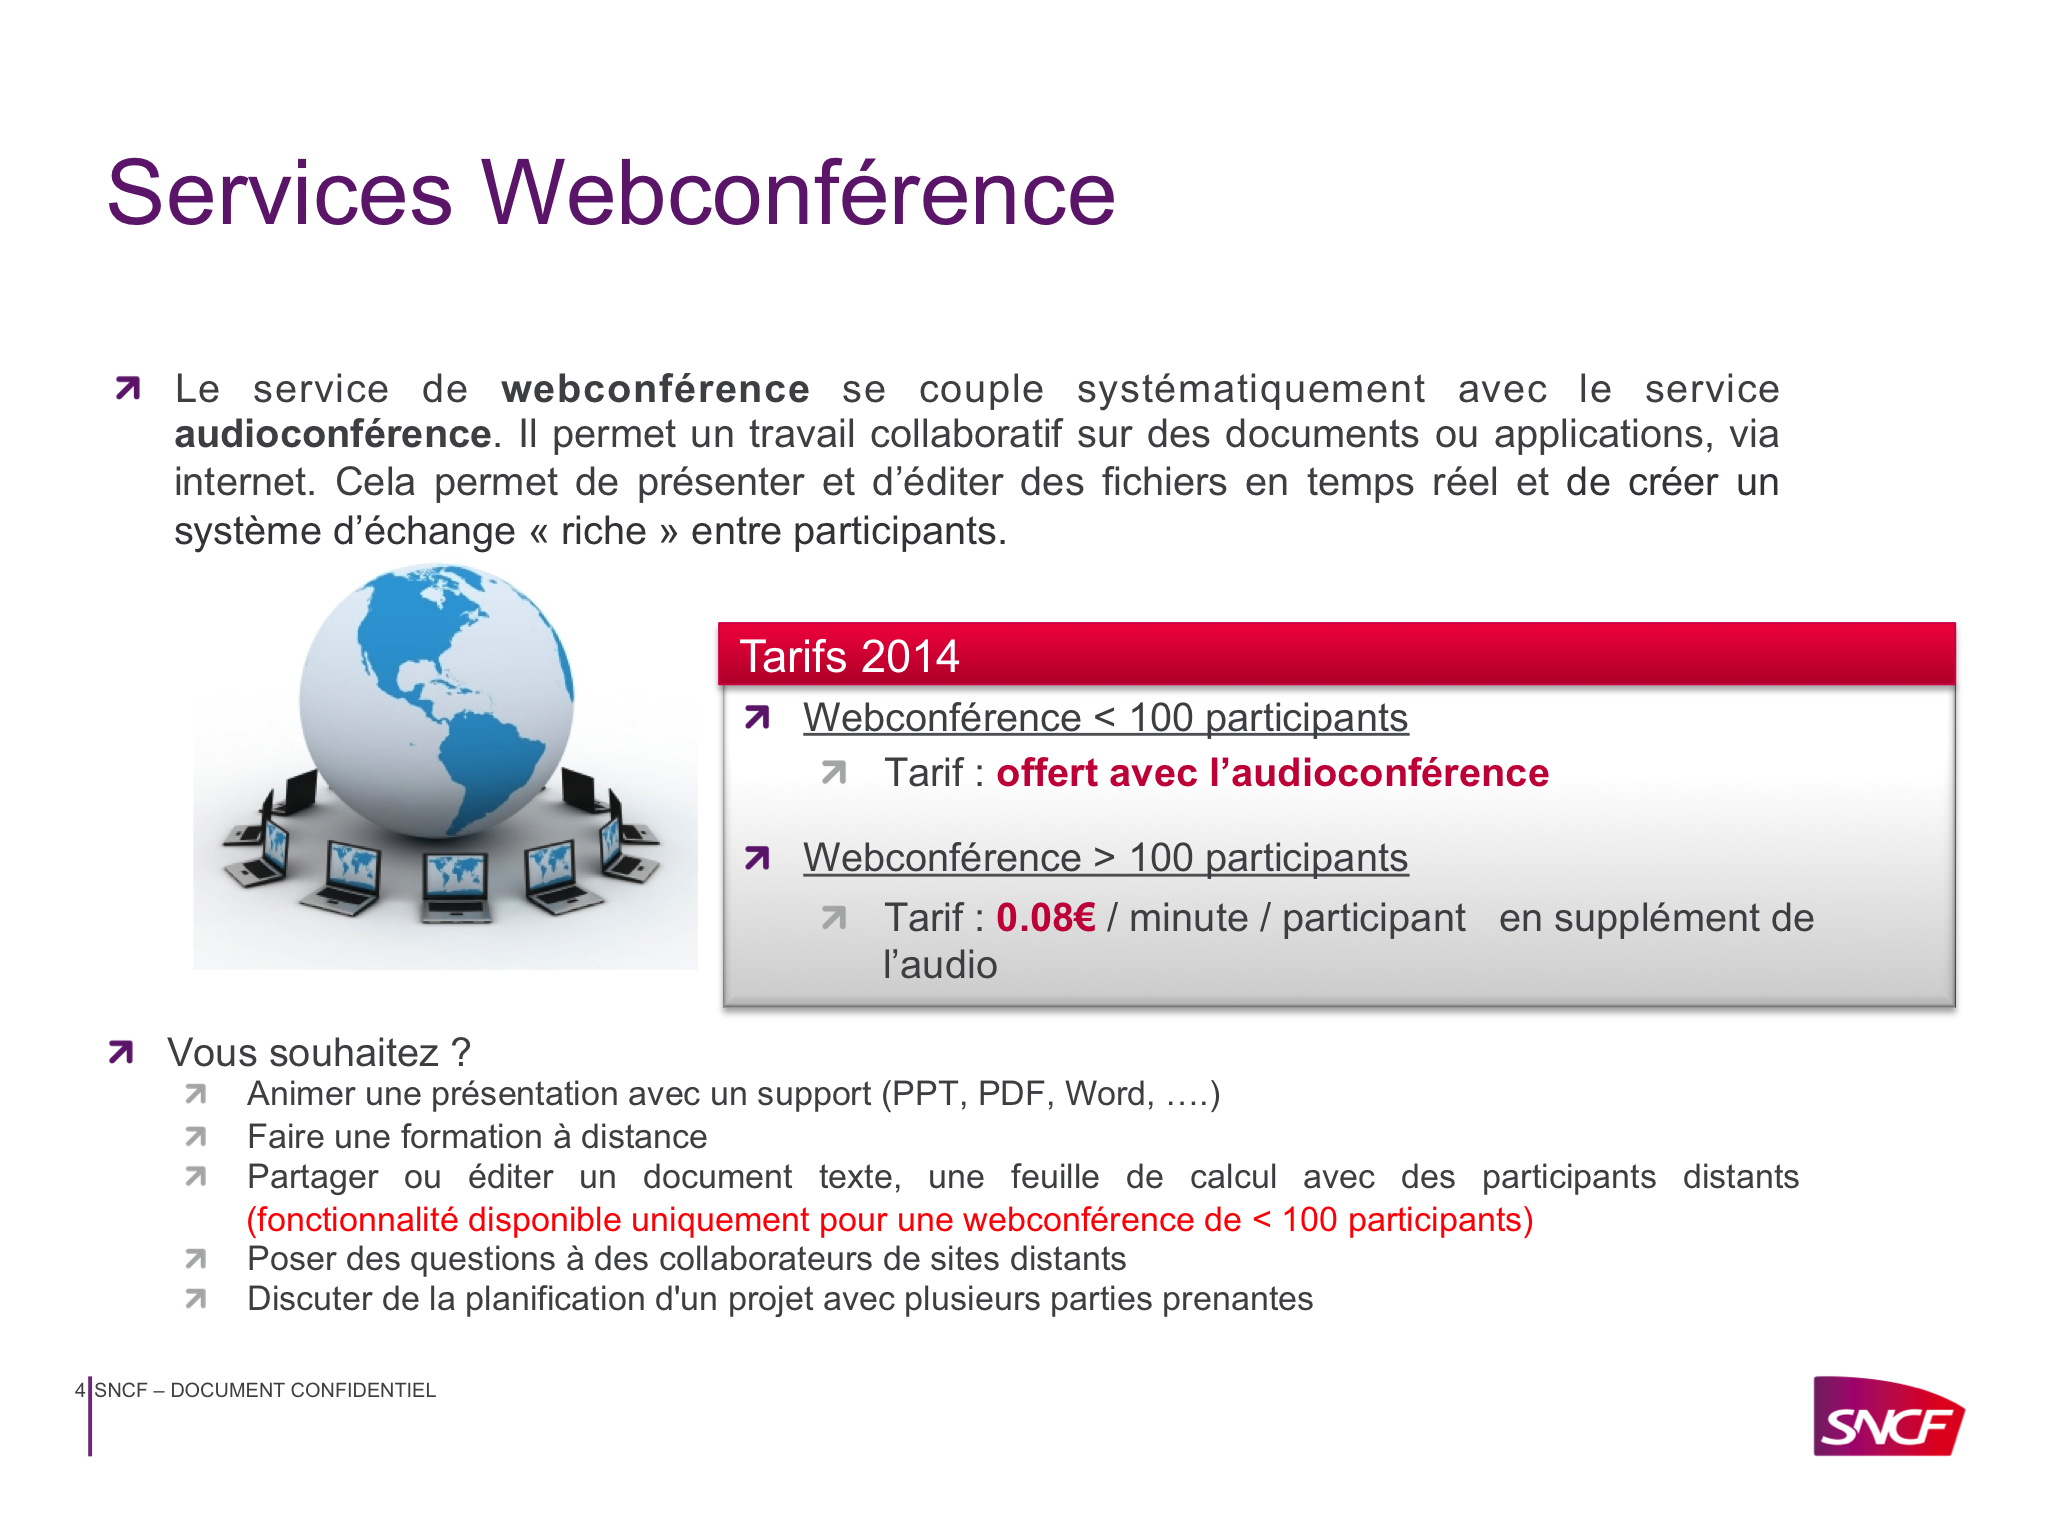 Services Webconférence
Le service de webconférence se couple systématiquement avec le service
audioconférence. Il permet un travail collaboratif sur des documents ou applications, via
internet. Cela permet de présenter et d’éditer des fichiers en temps réel et de créer un
système d’échange « riche » entre participants.
Tarifs 2014
Webconférence < 100 participants
Tarif : offert avec l’audioconférence
Webconférence > 100 participants
Tarif : 0.08€ / minute / participant en supplément de
l’audio
Vous souhaitez ?
Animer une présentation avec un support (PPT, PDF, Word, ….)
Faire une formation à distance
Partager ou éditer un document texte, une feuille de calcul avec des participants distants
(fonctionnalité disponible uniquement pour une webconférence de < 100 participants)
Poser des questions à des collaborateurs de sites distants
Discuter de la planification d'un projet avec plusieurs parties prenantes
4 SNCF – DOCUMENT CONFIDENTIEL
SNCF